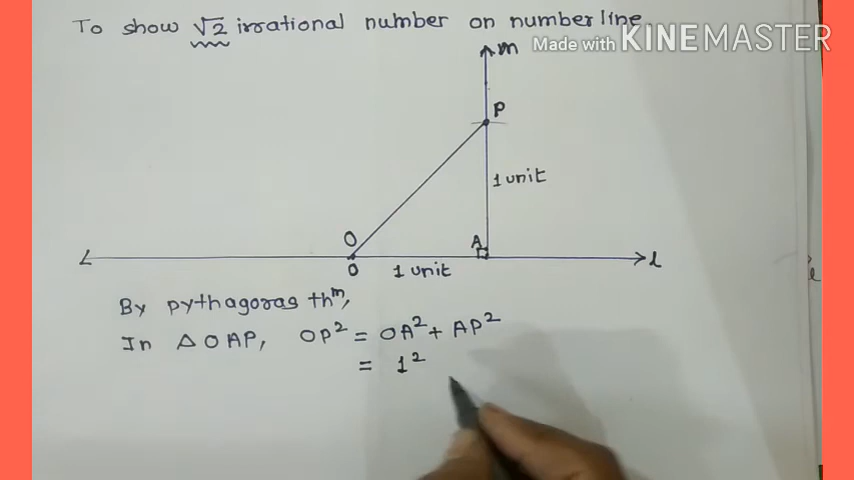 To show √2 irrational number on number line.
Made with KINEMASTER
m
P
1 unit
O
A
0
1 unit
l
By pythagoras thᵐ,
In △OAP, OP² = OA² + AP²
= 1²